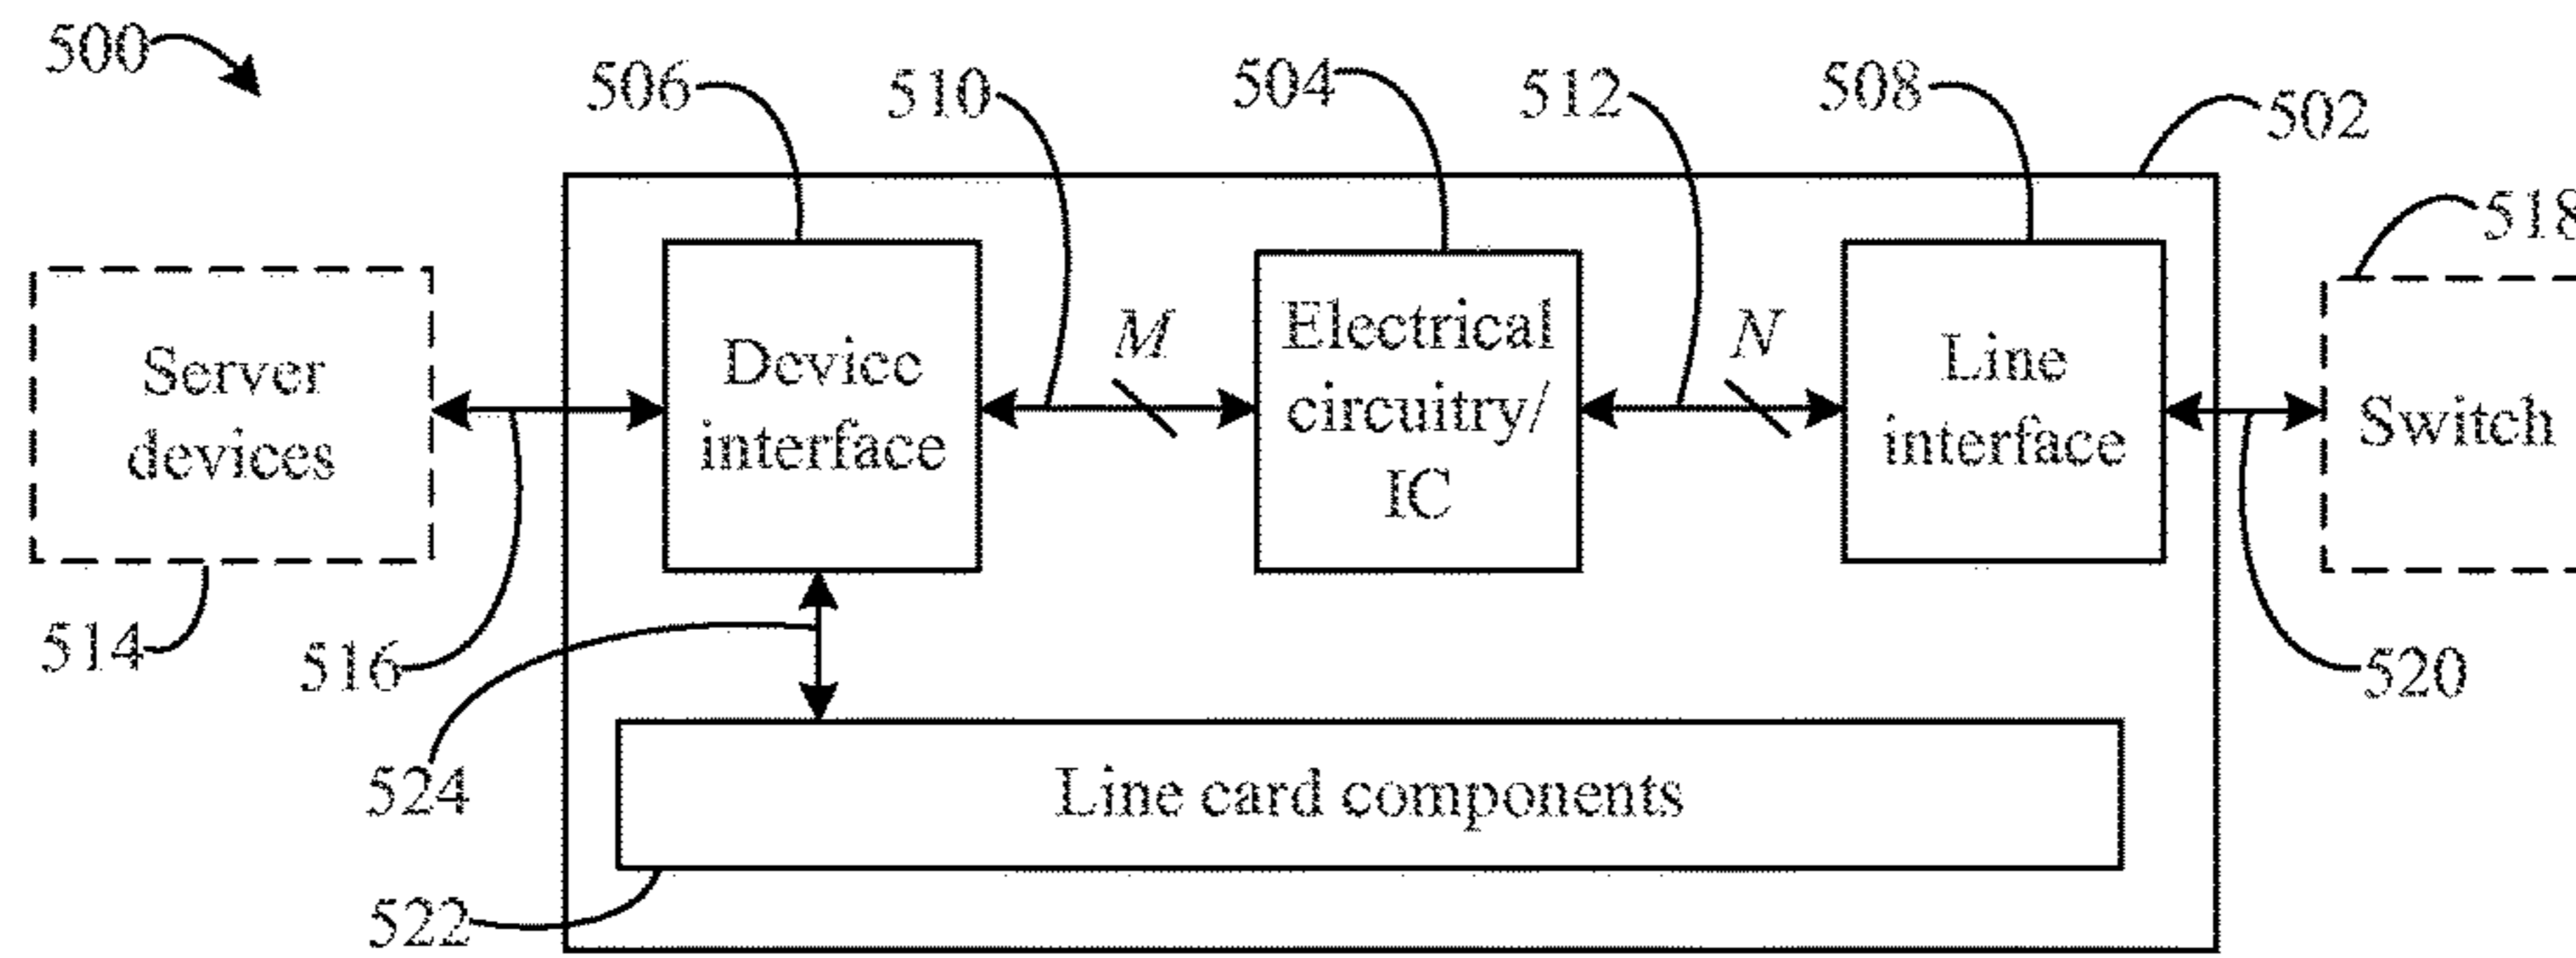 500
506
510
504
512
508
502
518
Server
devices
Device
interface
M
Electrical
circuitry/
IC
N
Line
interface
Switch
514
516
520
524
Line card components
522